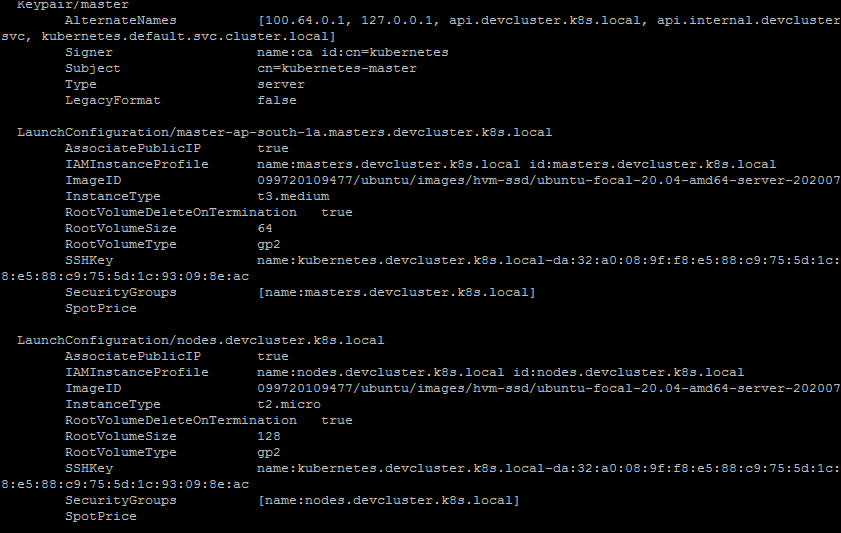 Keypair/master
AlternateNames [100.64.0.1, 127.0.0.1, api.devcluster.k8s.local, api.internal.devcluster
svc, kubernetes.default.svc.cluster.local]
Signer name:ca id:cn=kubernetes
Subject cn=kubernetes-master
Type server
LegacyFormat false
LaunchConfiguration/master-ap-south-1a.masters.devcluster.k8s.local
AssociatePublicIP true
IAMInstanceProfile name:masters.devcluster.k8s.local id:masters.devcluster.k8s.local
ImageID 099720109477/ubuntu/images/hvm-ssd/ubuntu-focal-20.04-amd64-server-202007
InstanceType t3.medium
RootVolumeDeleteOnTermination true
RootVolumeSize 64
RootVolumeType gp2
SSHKey name:kubernetes.devcluster.k8s.local-da:32:a0:08:9f:f8:e5:88:c9:75:5d:1c:
8:e5:88:c9:75:5d:1c:93:09:8e:ac
SecurityGroups [name:masters.devcluster.k8s.local]
SpotPrice
LaunchConfiguration/nodes.devcluster.k8s.local
AssociatePublicIP true
IAMInstanceProfile name:nodes.devcluster.k8s.local id:nodes.devcluster.k8s.local
ImageID 099720109477/ubuntu/images/hvm-ssd/ubuntu-focal-20.04-amd64-server-202007
InstanceType t2.micro
RootVolumeDeleteOnTermination true
RootVolumeSize 128
RootVolumeType gp2
SSHKey name:kubernetes.devcluster.k8s.local-da:32:a0:08:9f:f8:e5:88:c9:75:5d:1c:
8:e5:88:c9:75:5d:1c:93:09:8e:ac
SecurityGroups [name:nodes.devcluster.k8s.local]
SpotPrice